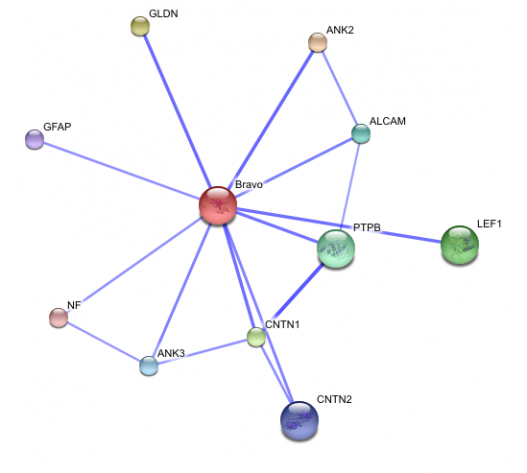 GLDN
ANK2
ALCAM
GFAP
Bravo
PTPB
LEF1
NF
CNTN1
ANK3
CNTN2